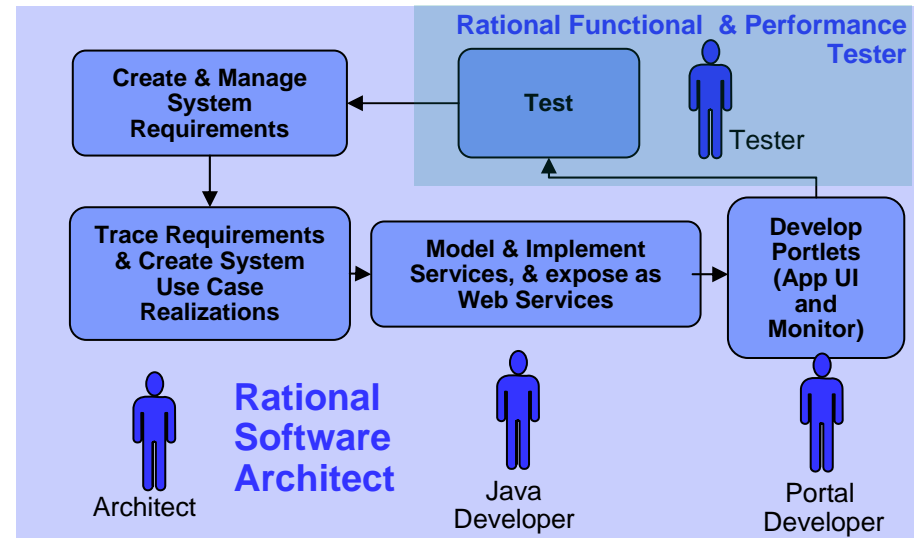 Rational Functional & Performance
Tester
Create & Manage
System
Requirements
Test
Tester
Trace Requirements
& Create System
Use Case
Realizations
Model & Implement
Services, & expose as
Web Services
Develop
Portlets
(App UI
and
Monitor)
Rational
Software
Architect
Architect
Java
Developer
Portal
Developer